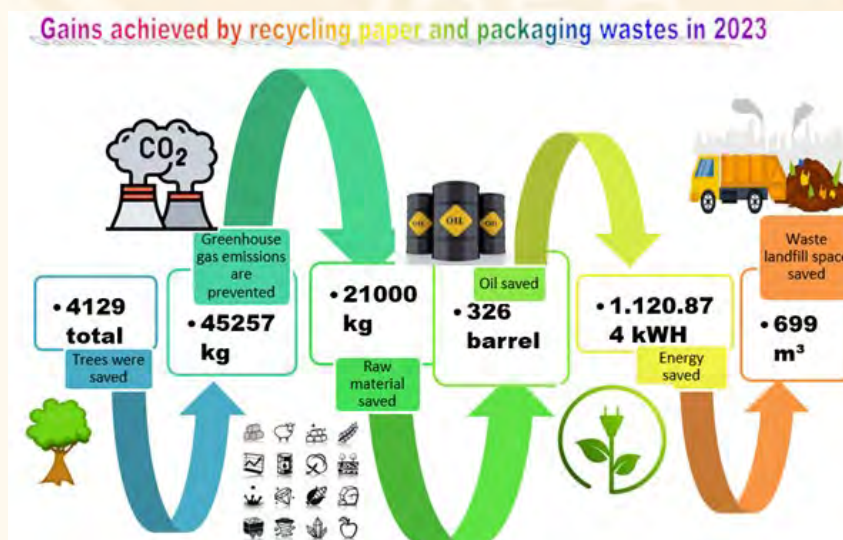 Gains achieved by recycling paper and packaging wastes in 2023
CO2
• 4129
total
Trees were
saved
Greenhouse
gas emissions
are
prevented
• 45257
kg
• 21000
kg
Raw
material
saved
OIL
OIL
OIL
Oil saved
• 326
barrel
• 1.120.87
4 kWH
Energy
saved
Waste
landfill space
saved
• 699
m³